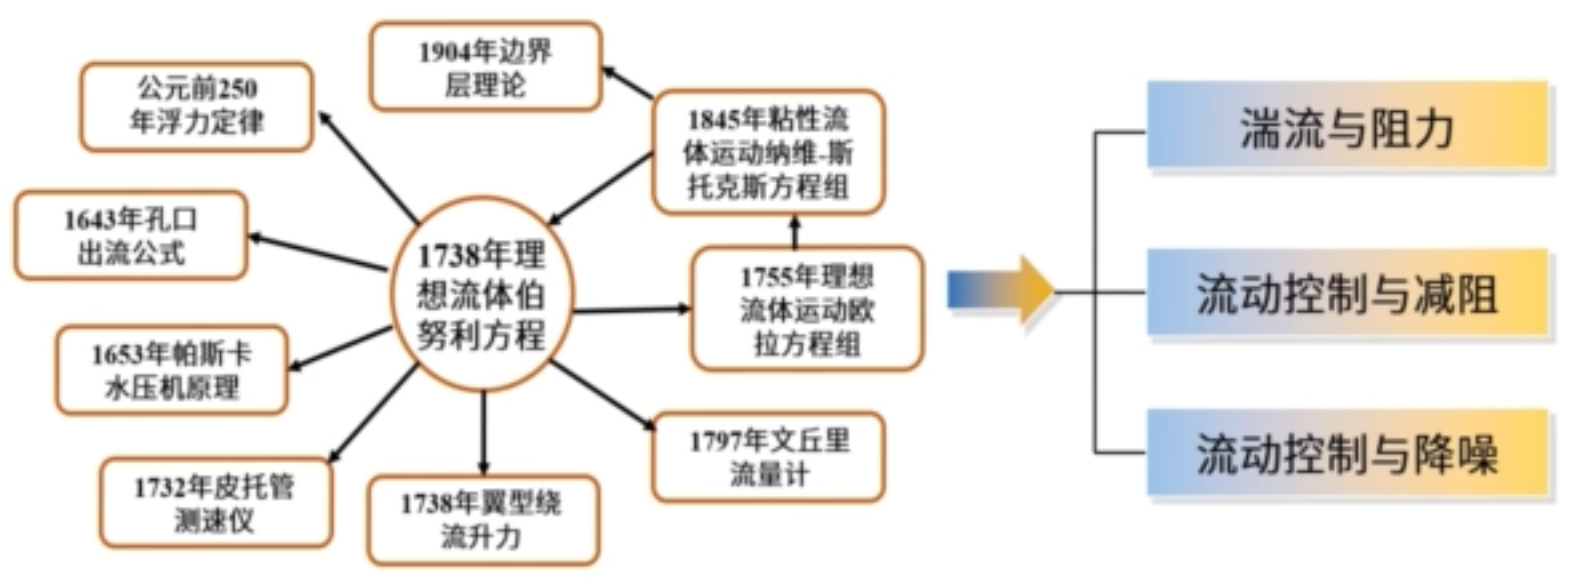 1904年边界
层理论
公元前250
年浮力定律
1845年粘性流
体运动纳维-斯
托克斯方程组
1643年孔口
出流公式
1738年理
想流体伯
努利方程
1755年理想
流体运动欧
拉方程组
1653年帕斯卡
水压机原理
1797年文丘里
流量计
1732年皮托管
测速仪
1738年翼型绕
流升力
湍流与阻力
流动控制与减阻
流动控制与降噪